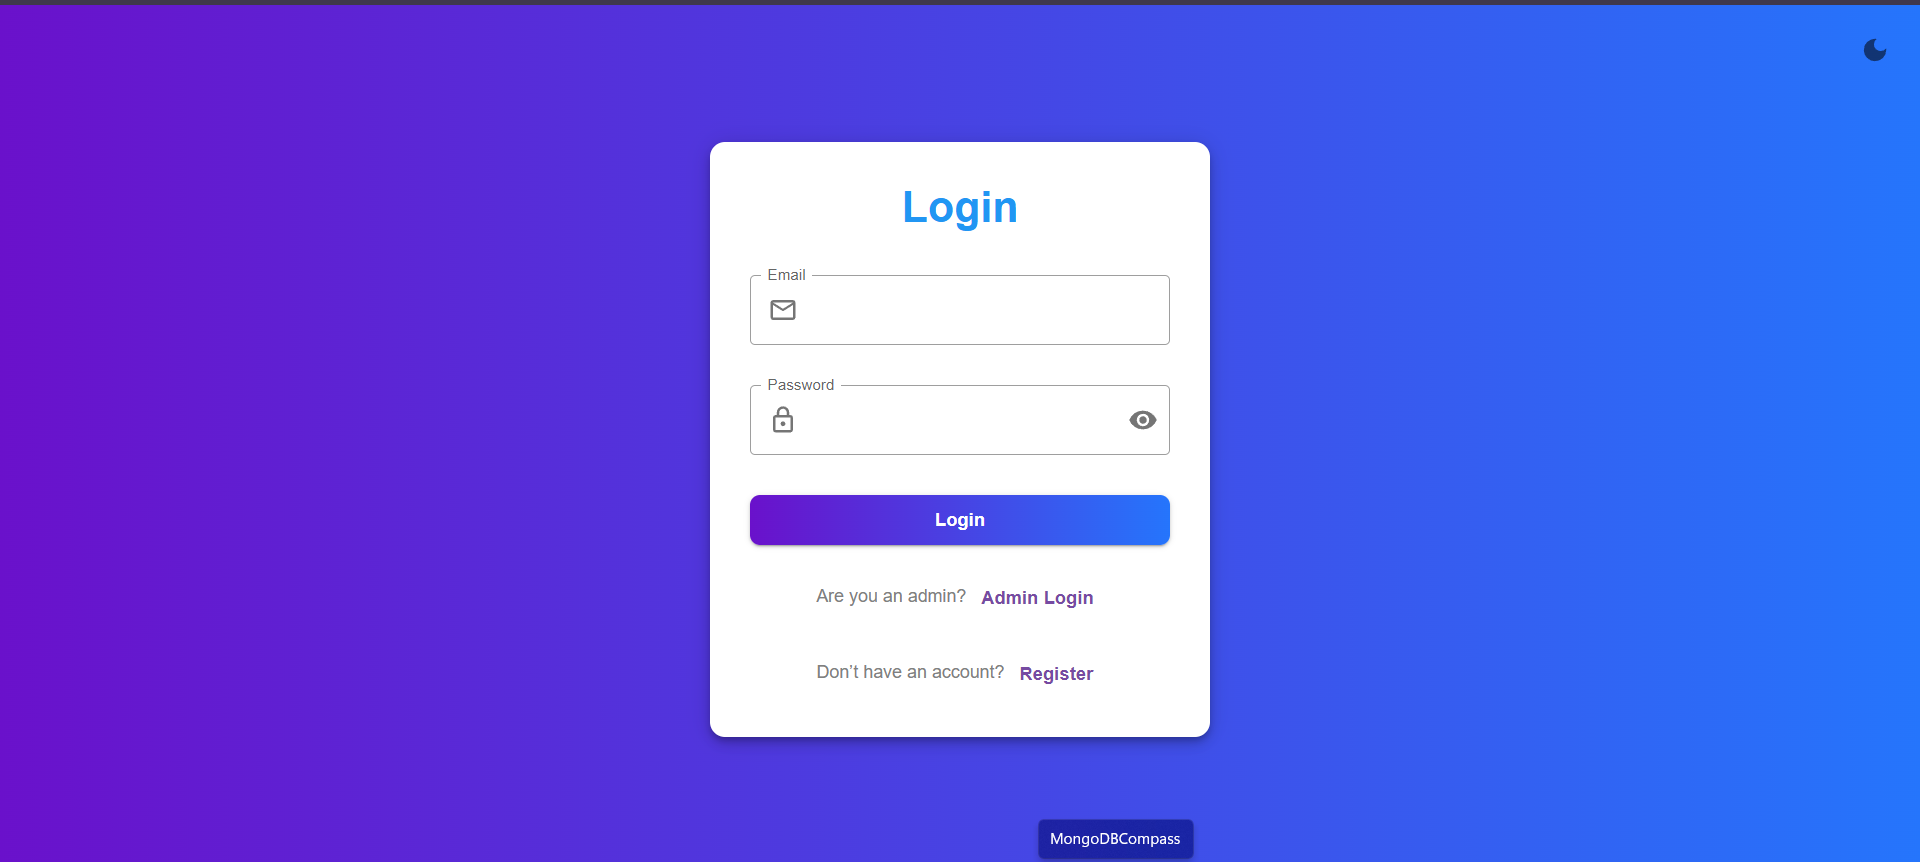 Login
Email
Password
Login
Are you an admin? Admin Login
Don’t have an account? Register
MongoDBCompass